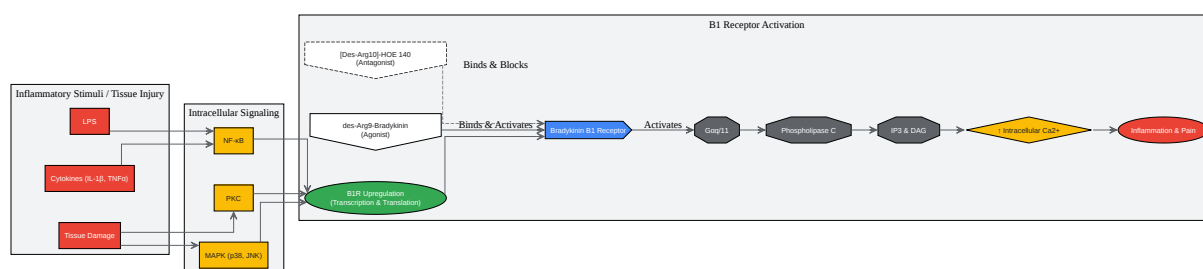 B1 Receptor Activation
[Des-Arg10]-HOE 140
(Antagonist)
Binds & Blocks
Inflammatory Stimuli / Tissue Injury
LPS
Cytokines (IL-1β, TNFα)
Tissue Damage
Intracellular Signaling
NF-κB
PKC
MAPK (p38, JNK)
des-Arg9-Bradykinin
(Agonist)
Binds & Activates
B1R Upregulation
(Transcription & Translation)
Bradykinin B1 Receptor
Activates
Gαq/11
Phospholipase C
IP3 & DAG
↑ Intracellular Ca2+
Inflammation & Pain